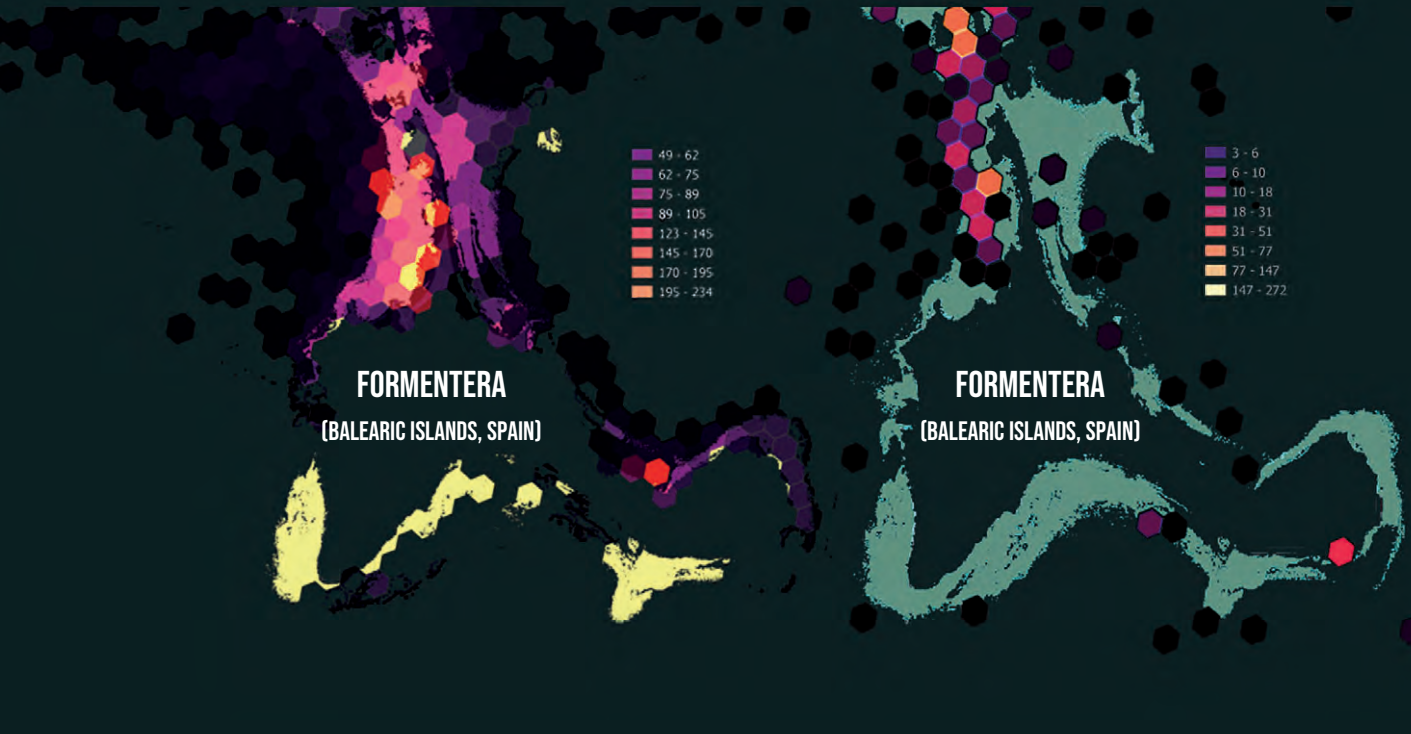 49 - 62
62 - 75
75 - 89
89 - 105
123 - 145
145 - 170
170 - 195
195 - 234
FORMENTERA
(BALEARIC ISLANDS, SPAIN)
3 - 6
6 - 10
10 - 18
18 - 31
31 - 51
51 - 77
77 - 147
147 - 272
FORMENTERA
(BALEARIC ISLANDS, SPAIN)